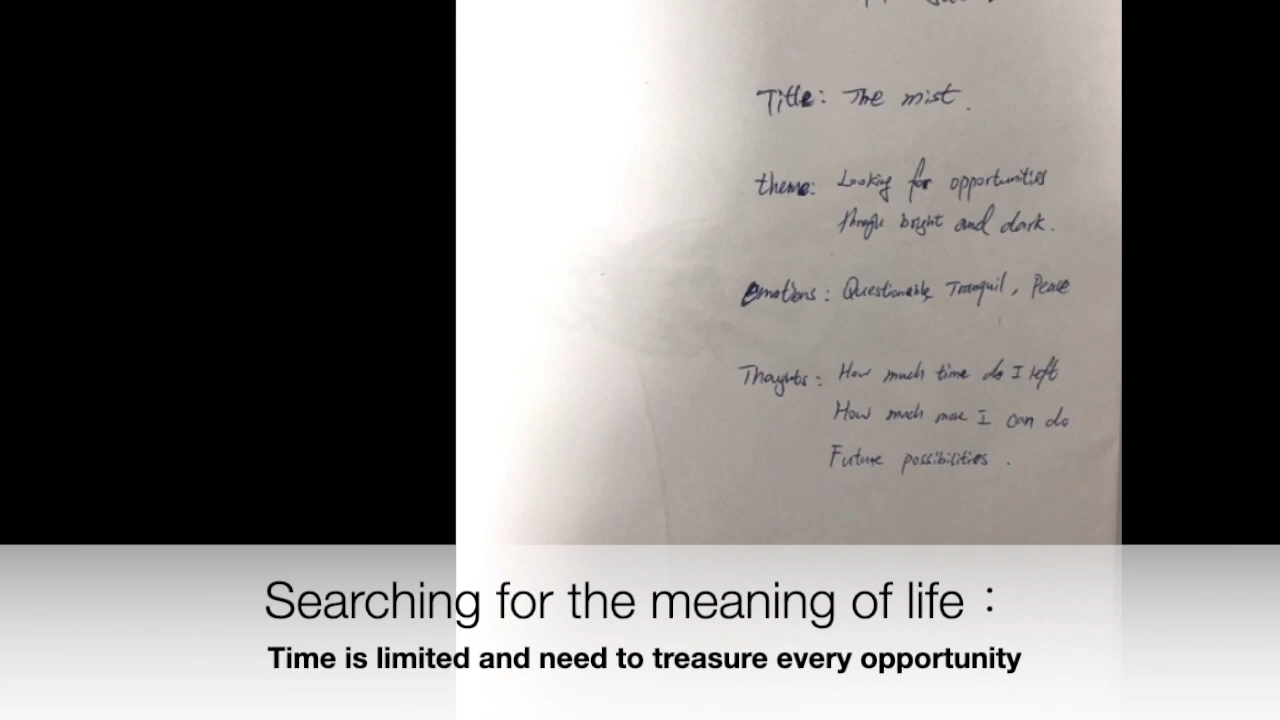 Title: The mist.
theme: Looking for opportunities
through bright and dark.
emotions: Questionable, Tranquil, Peace
Thoughts: How much time do I left
How much more I can do
Future possibilities.
Searching for the meaning of life：
Time is limited and need to treasure every opportunity